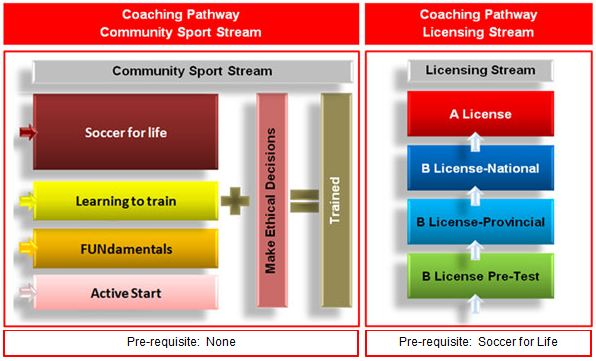 Coaching Pathway
Community Sport Stream
Community Sport Stream
Soccer for life
Learning to train
FUNdamentals
Active Start
Make Ethical Decisions
Trained
Pre-requisite: None
Coaching Pathway
Licensing Stream
Licensing Stream
A License
B License-National
B License-Provincial
B License Pre-Test
Pre-requisite: Soccer for Life